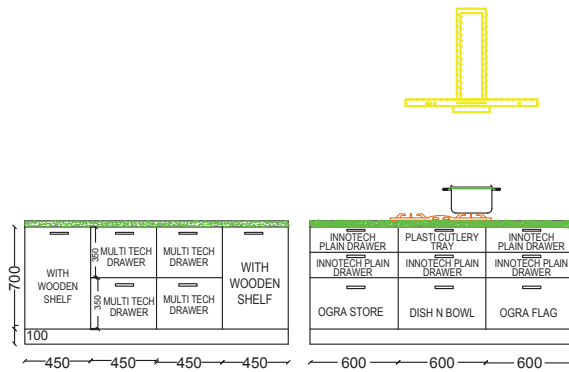 INNOTECH
PLAIN DRAWER
PLASTI CUTLERY
TRAY
INNOTECH
PLAIN DRAWER
INNOTECH PLAIN
DRAWER
INNOTECH PLAIN
DRAWER
INNOTECH PLAIN
DRAWER
OGRA STORE
DISH N BOWL
OGRA FLAG
600
600
600
700
100
WITH
WOODEN
SHELF
350
350
MULTI TECH
DRAWER
MULTI TECH
DRAWER
MULTI TECH
DRAWER
MULTI TECH
DRAWER
WITH
WOODEN
SHELF
450
450
450
450